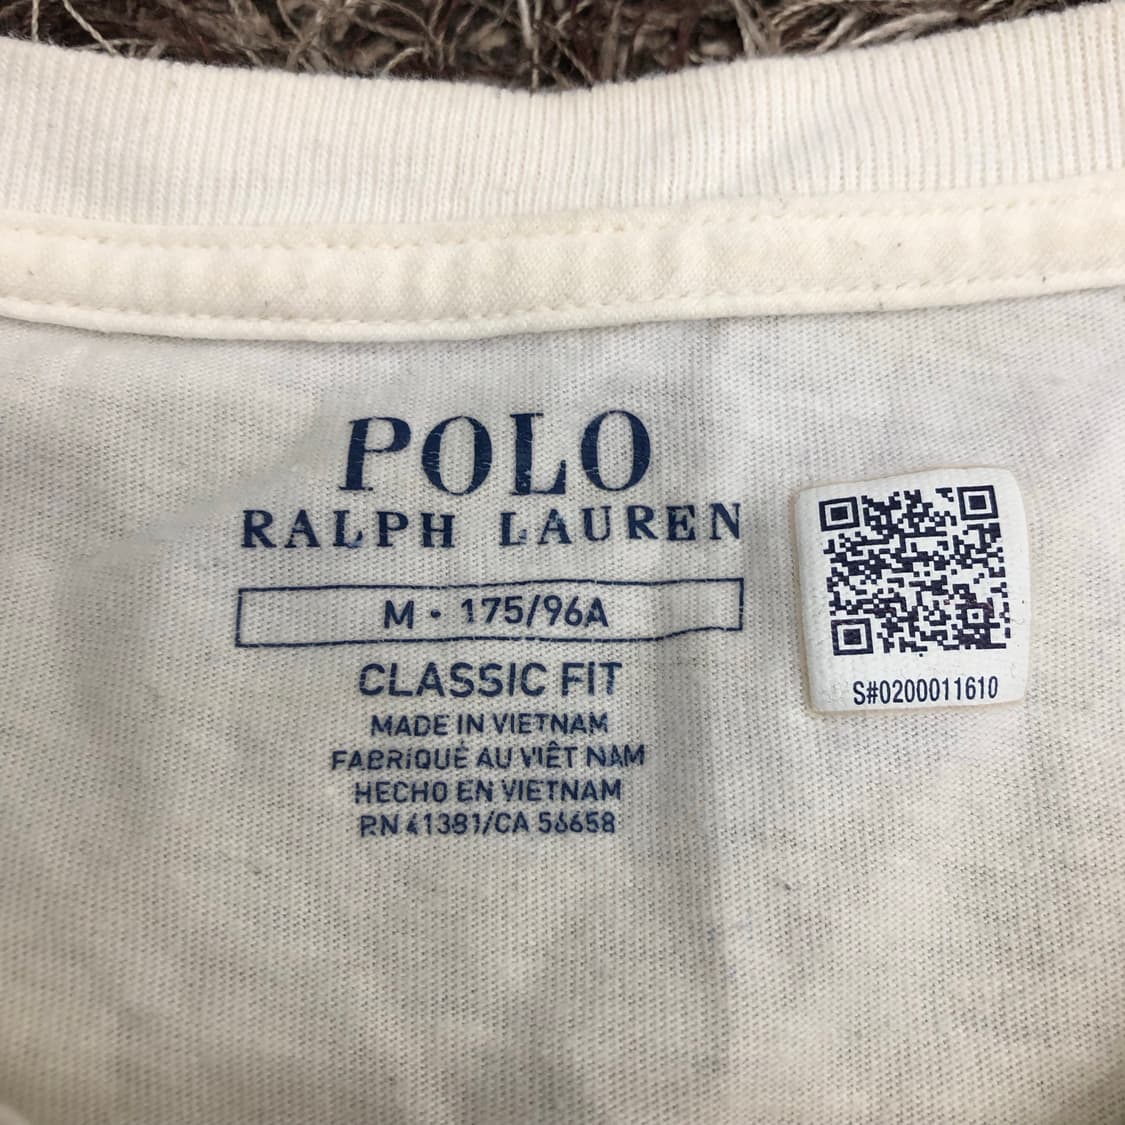 POLO
RALPH LAUREN
M • 175/96A
CLASSIC FIT
MADE IN VIETNAM
FABRIQUÉ AU VIÊT NAM
HECHO EN VIETNAM
RN 41381/CA 56658
S#0200011610